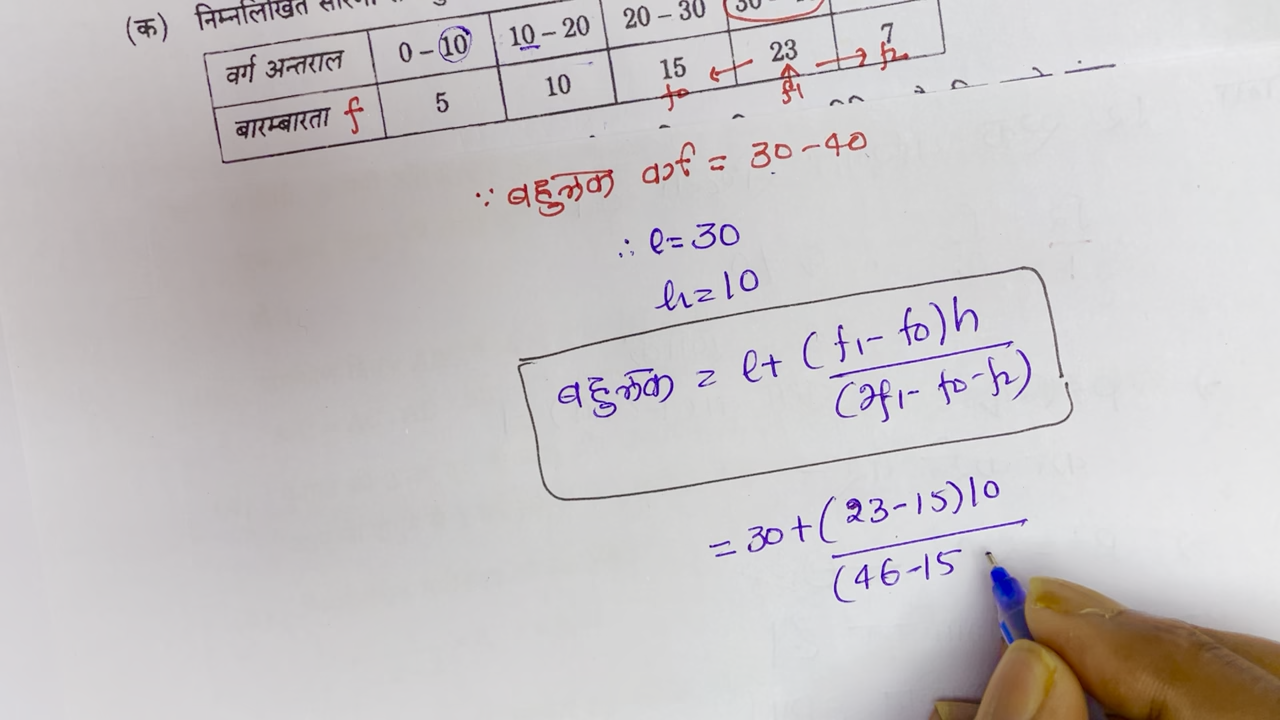 (क) निम्नलिखित
वर्ग अन्तराल 0 – 10 10 – 20 20 – 30
बारम्बारता f 5 10 15 23 7
f0 f1 f2
∵ बहुलक वर्ग = 30 – 40
∴ l = 30
h = 10
बहुलक = l + (f1 - f0)h
(2f1 - f0 - f2)
= 30 + (23 - 15)10
(46 - 15